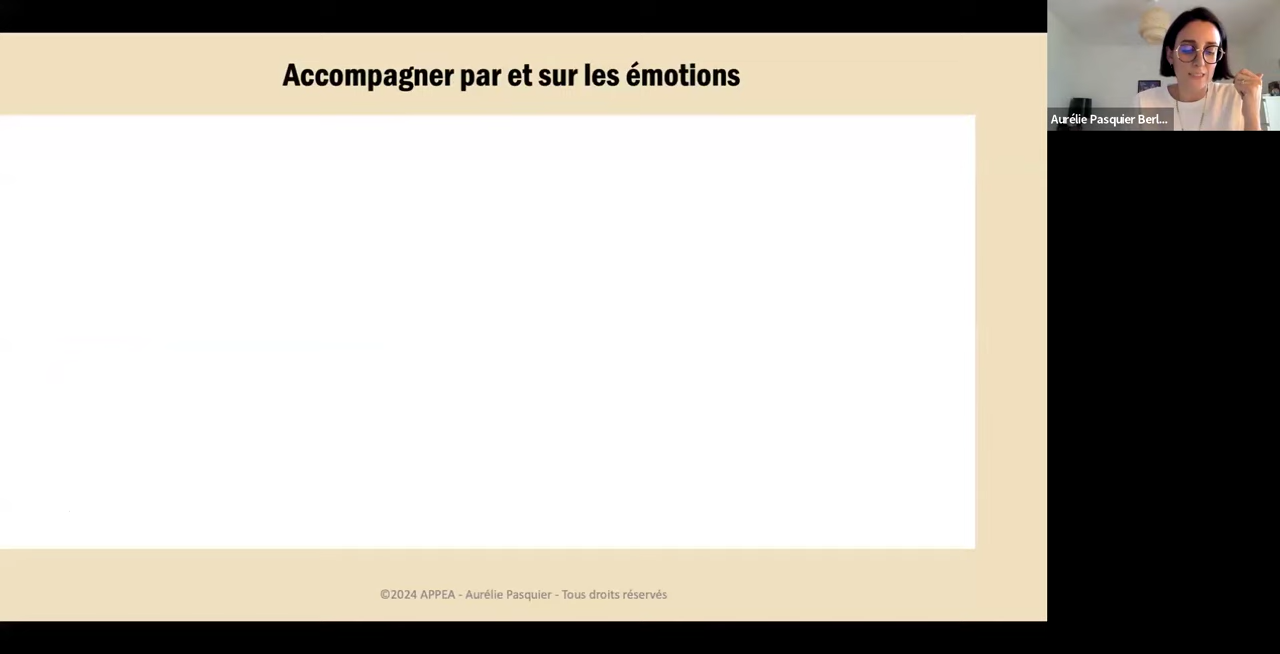 Accompagner par et sur les émotions
Aurélie Pasquier Berl...
©2024 APPEA - Aurélie Pasquier - Tous droits réservés